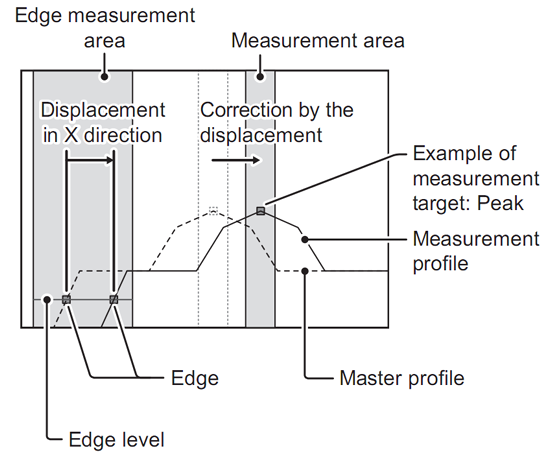 Edge measurement
area
Measurement area
Displacement
in X direction
Correction by the
displacement
Example of
measurement
target: Peak
Measurement
profile
Edge
Master profile
Edge level